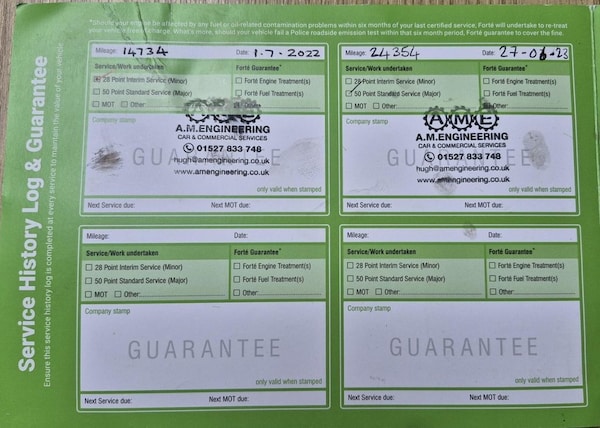 Service History Log & Guarantee
Ensure this service history log is completed at every service to maintain the value of your vehicle
*Should your engine be affected by any fuel or oil-related contamination problems within six months of your last certified service, Forté will undertake to re-treat
your vehicle free of charge. What's more, should your vehicle fail a Police roadside emission test within that six month period, Forté guarantee to cover the fine.
Mileage: 14734 Date: 1-7-2022
Service/Work undertaken Forté Guarantee*
28 Point Interim Service (Minor) Forté Engine Treatment(s)
50 Point Standard Service (Major) Forté Fuel Treatment(s)
MOT Other: Other:
Company stamp
AME
A.M.ENGINEERING
CAR & COMMERCIAL SERVICES
01527 833 748
GUARANTEE
hugh@amengineering.co.uk
www.amengineering.co.uk
only valid when stamped
Next Service due: Next MOT due:
Mileage: 24354 Date: 27-06-23
Service/Work undertaken Forté Guarantee*
28 Point Interim Service (Minor) Forté Engine Treatment(s)
50 Point Standard Service (Major) Forté Fuel Treatment(s)
MOT Other: Other:
Company stamp
AME
A.M.ENGINEERING
CAR & COMMERCIAL SERVICES
01527 833 748
GUARANTEE
hugh@amengineering.co.uk
www.amengineering.co.uk
only valid when stamped
Next Service due: Next MOT due:
Mileage: Date:
Service/Work undertaken Forté Guarantee*
28 Point Interim Service (Minor) Forté Engine Treatment(s)
50 Point Standard Service (Major) Forté Fuel Treatment(s)
MOT Other: Other:
Company stamp
GUARANTEE
only valid when stamped
Next Service due: Next MOT due:
Mileage: Date:
Service/Work undertaken Forté Guarantee*
28 Point Interim Service (Minor) Forté Engine Treatment(s)
50 Point Standard Service (Major) Forté Fuel Treatment(s)
MOT Other: Other:
Company stamp
GUARANTEE
only valid when stamped
Next Service due: Next MOT due: